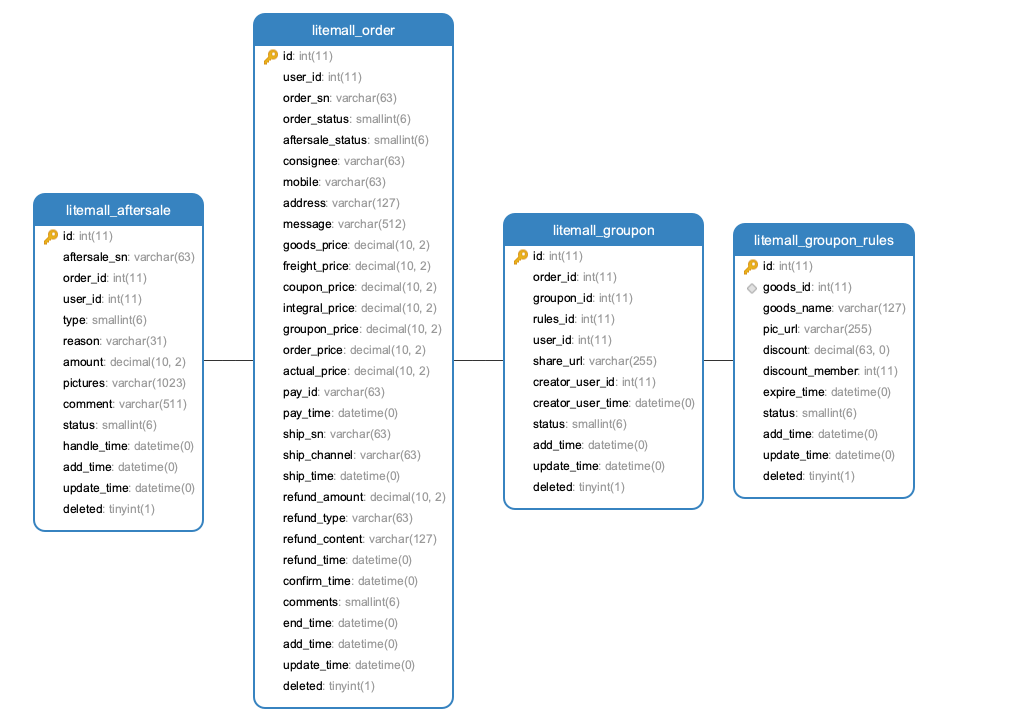 litemall_aftersale
id: int(11)
aftersale_sn: varchar(63)
order_id: int(11)
user_id: int(11)
type: smallint(6)
reason: varchar(31)
amount: decimal(10, 2)
pictures: varchar(1023)
comment: varchar(511)
status: smallint(6)
handle_time: datetime(0)
add_time: datetime(0)
update_time: datetime(0)
deleted: tinyint(1)
litemall_order
id: int(11)
user_id: int(11)
order_sn: varchar(63)
order_status: smallint(6)
aftersale_status: smallint(6)
consignee: varchar(63)
mobile: varchar(63)
address: varchar(127)
message: varchar(512)
goods_price: decimal(10, 2)
freight_price: decimal(10, 2)
coupon_price: decimal(10, 2)
integral_price: decimal(10, 2)
groupon_price: decimal(10, 2)
order_price: decimal(10, 2)
actual_price: decimal(10, 2)
pay_id: varchar(63)
pay_time: datetime(0)
ship_sn: varchar(63)
ship_channel: varchar(63)
ship_time: datetime(0)
refund_amount: decimal(10, 2)
refund_type: varchar(63)
refund_content: varchar(127)
refund_time: datetime(0)
confirm_time: datetime(0)
comments: smallint(6)
end_time: datetime(0)
add_time: datetime(0)
update_time: datetime(0)
deleted: tinyint(1)
litemall_groupon
id: int(11)
order_id: int(11)
groupon_id: int(11)
rules_id: int(11)
user_id: int(11)
share_url: varchar(255)
creator_user_id: int(11)
creator_user_time: datetime(0)
status: smallint(6)
add_time: datetime(0)
update_time: datetime(0)
deleted: tinyint(1)
litemall_groupon_rules
id: int(11)
goods_id: int(11)
goods_name: varchar(127)
pic_url: varchar(255)
discount: decimal(63, 0)
discount_member: int(11)
expire_time: datetime(0)
status: smallint(6)
add_time: datetime(0)
update_time: datetime(0)
deleted: tinyint(1)